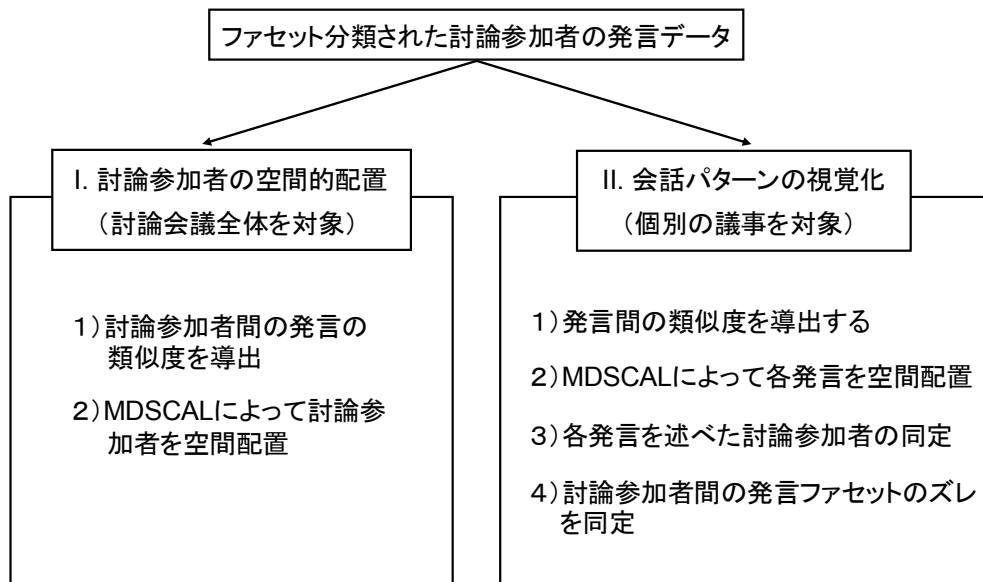 ファセット分類された討論参加者の発言データ
I. 討論参加者の空間的配置
（討論会議全体を対象）
1）討論参加者間の発言の
類似度を導出
2）MDSCALによって討論参
加者を空間配置
II. 会話パターンの視覚化
（個別の議事を対象）
1）発言間の類似度を導出する
2）MDSCALによって各発言を空間配置
3）各発言を述べた討論参加者の同定
4）討論参加者間の発言ファセットのズレ
を同定